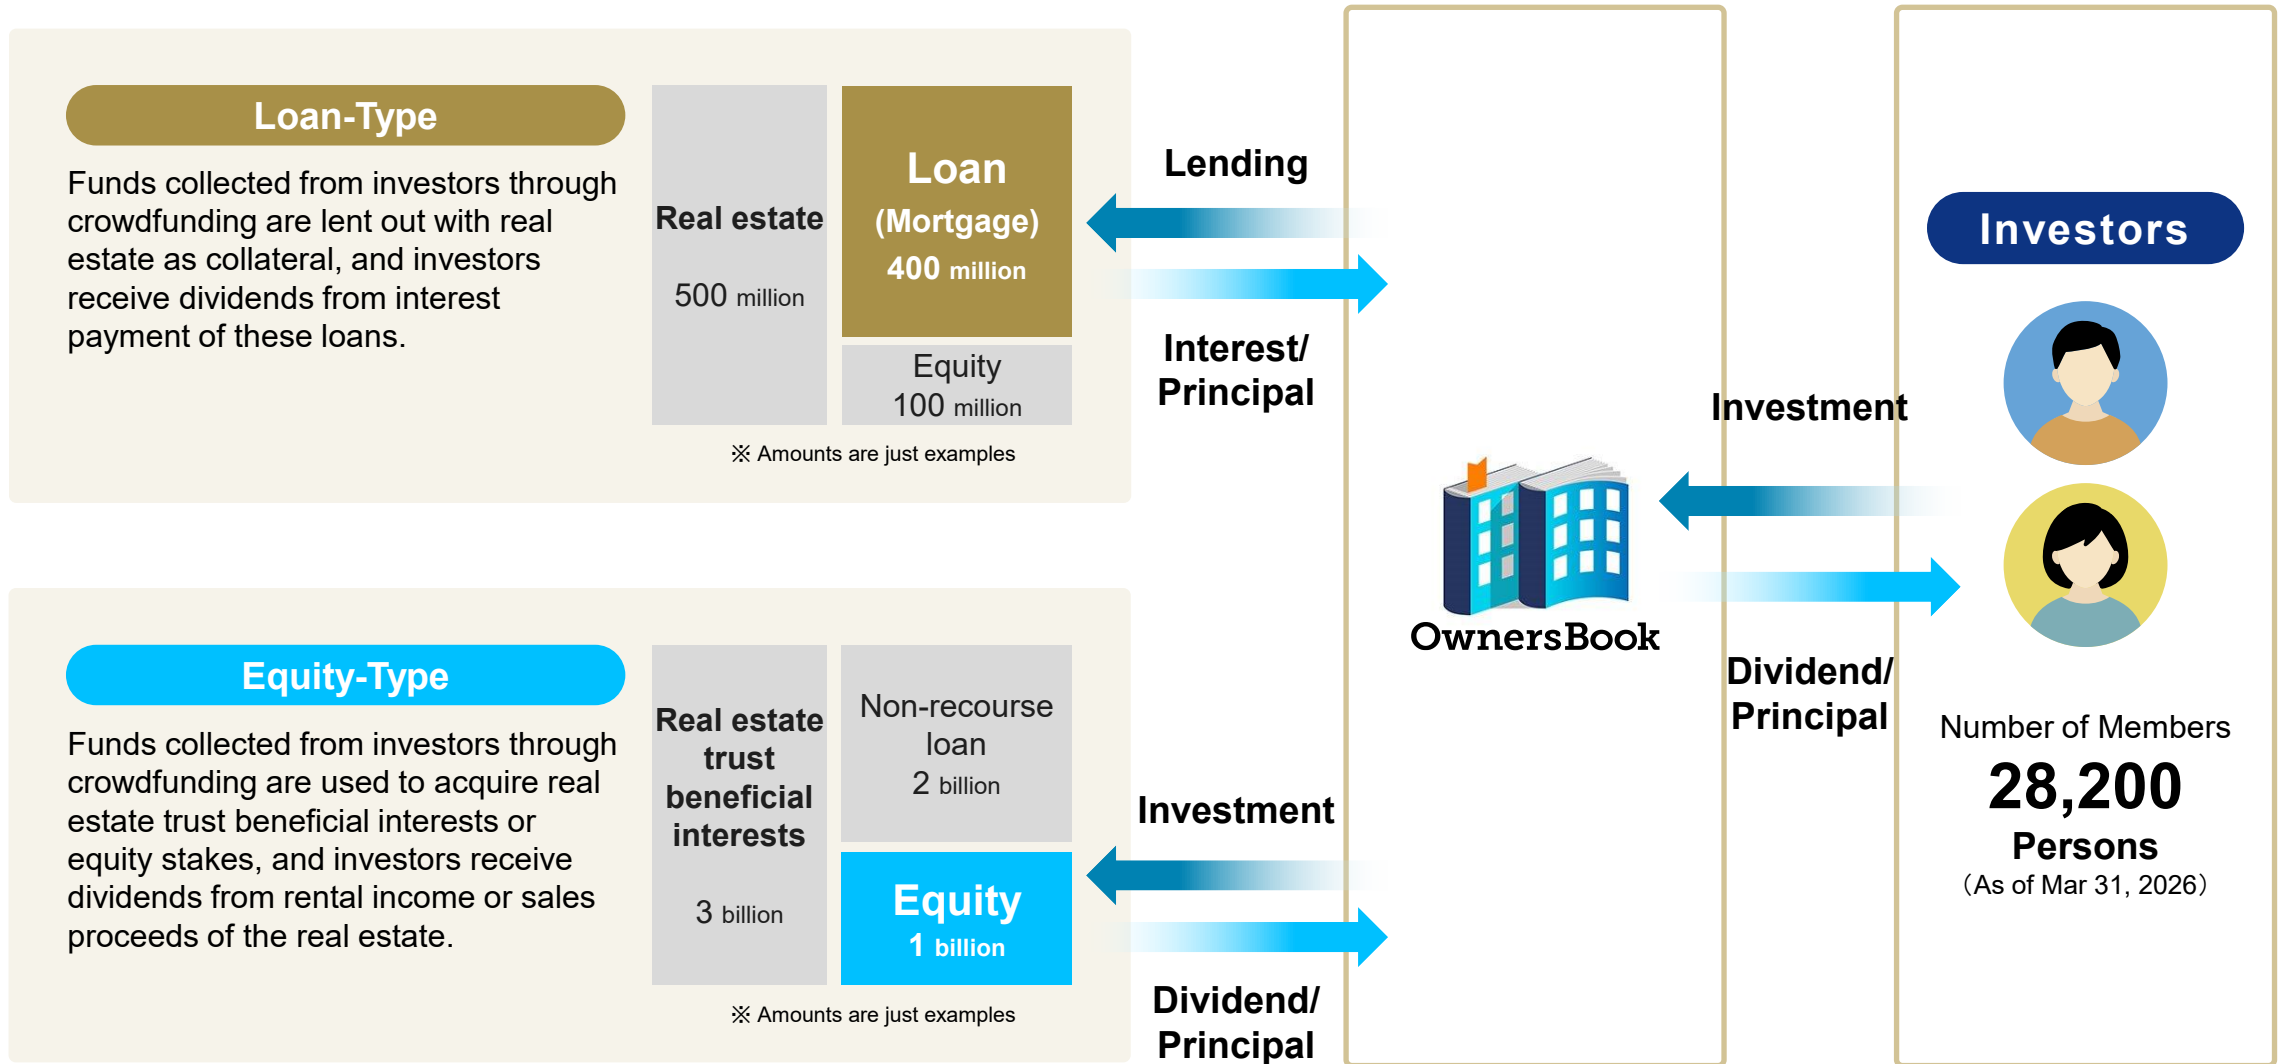 Loan-Type
Funds collected from investors through
crowdfunding are lent out with real
estate as collateral, and investors
receive dividends from interest
payment of these loans.
Real estate
500 million
Loan
(Mortgage)
400 million
Equity
100 million
※ Amounts are just examples
Lending
Interest/
Principal
Equity-Type
Funds collected from investors through
crowdfunding are used to acquire real
estate trust beneficial interests or
equity stakes, and investors receive
dividends from rental income or sales
proceeds of the real estate.
Real estate
trust
beneficial
interests
3 billion
Non-recourse
loan
2 billion
Equity
1 billion
※ Amounts are just examples
Investment
Dividend/
Principal
OwnersBook
Investment
Dividend/
Principal
Investors
Number of Members
28,200
Persons
（As of Mar 31, 2026）